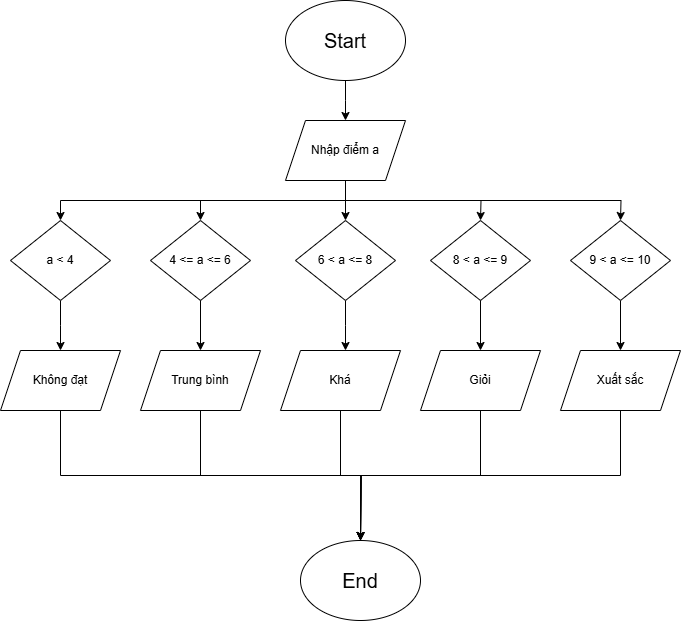 Start
Nhập điểm a
a < 4
4 <= a <= 6
6 < a <= 8
8 < a <= 9
9 < a <= 10
Không đạt
Trung bình
Khá
Giỏi
Xuất sắc
End